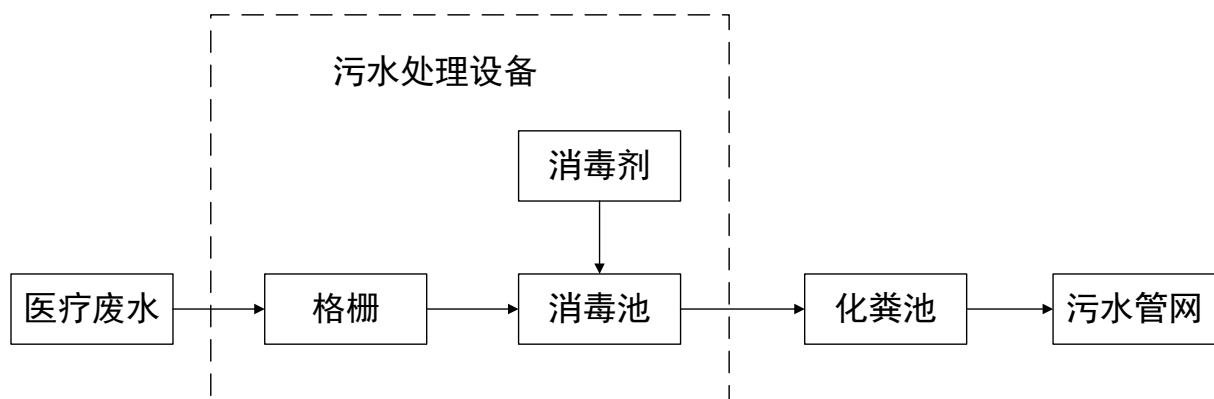 污水处理设备
消毒剂
医疗废水
格栅
消毒池
化粪池
污水管网